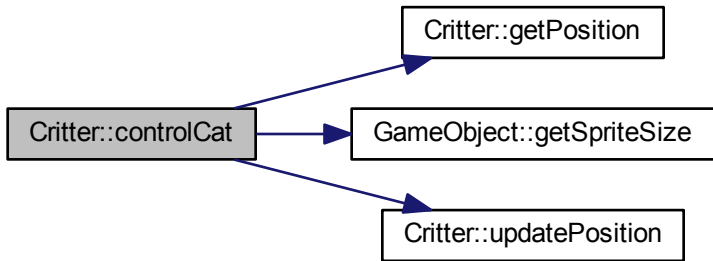 Critter::getPosition
Critter::controlCat
GameObject::getSpriteSize
Critter::updatePosition